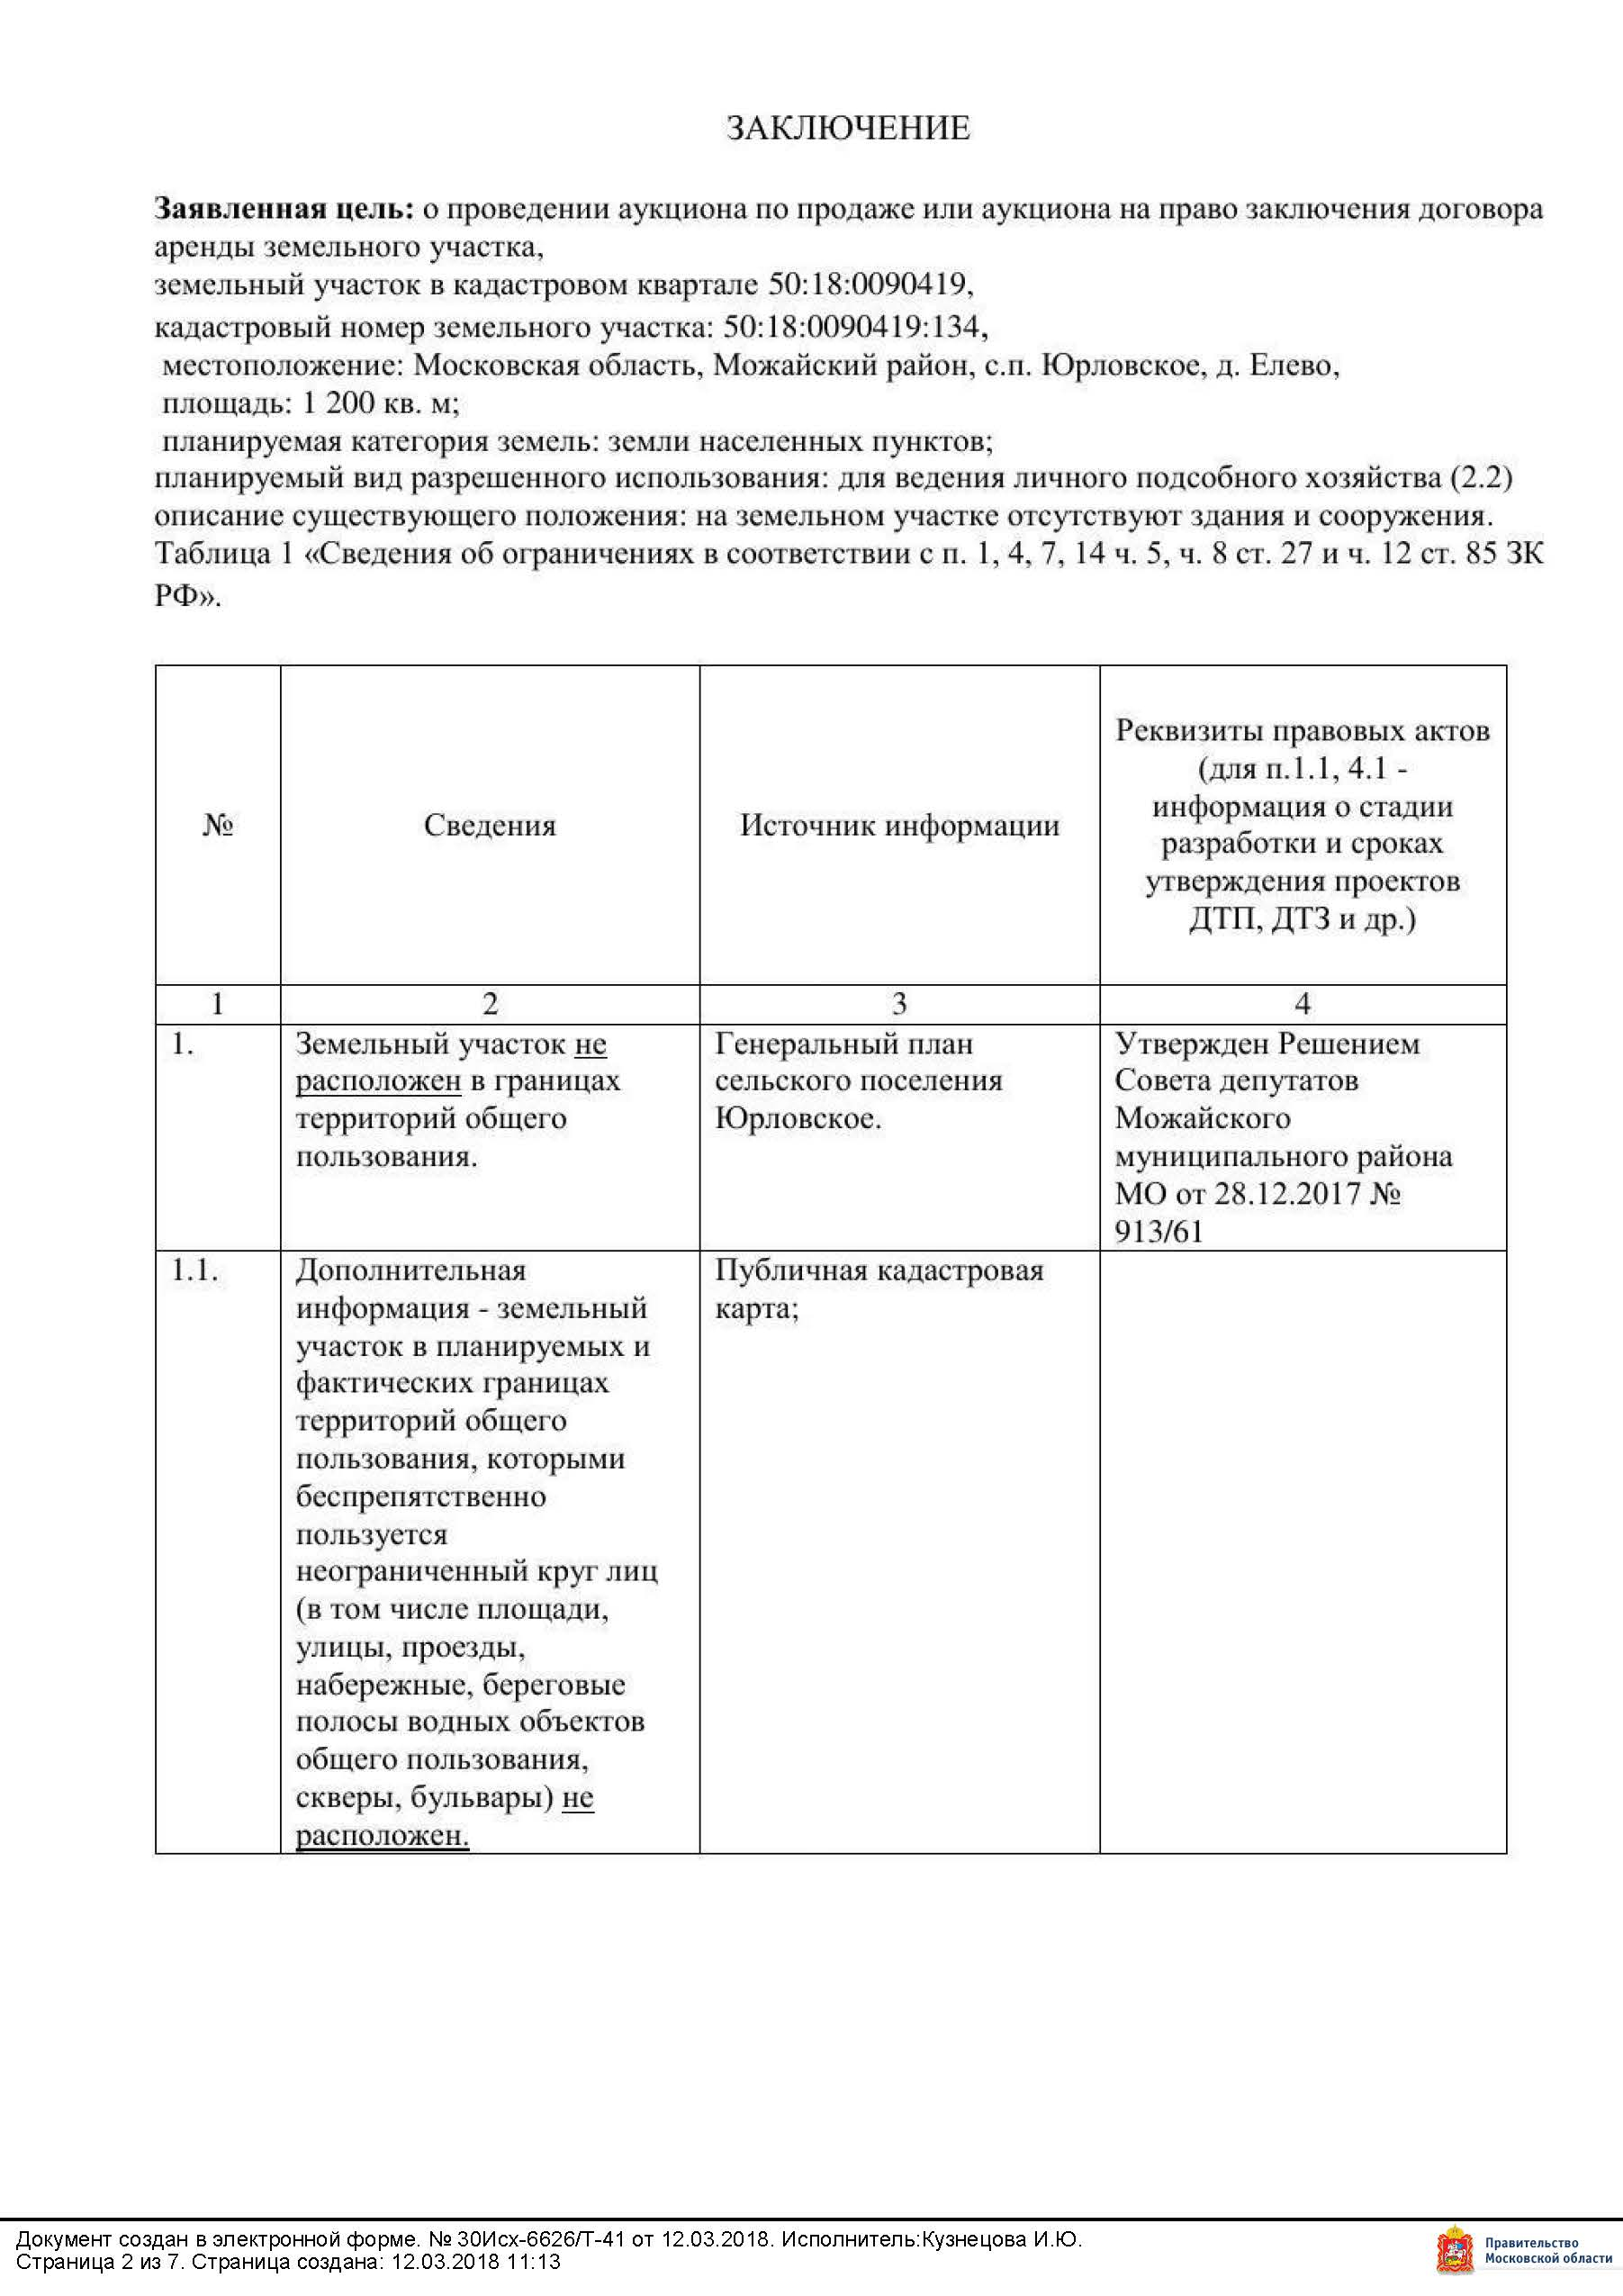 ЗАКЛЮЧЕНИЕ
Заявленная цель: о проведении аукциона по продаже или аукциона на право заключения договора
аренды земельного участка,
земельный участок в кадастровом квартале 50:18:0090419,
кадастровый номер земельного участка: 50:18:0090419:134,
местоположение: Московская область, Можайский район, с.п. Юрловское, д. Елево,
площадь: 1 200 кв. м;
планируемая категория земель: земли населенных пунктов;
планируемый вид разрешенного использования: для ведения личного подсобного хозяйства (2.2)
описание существующего положения: на земельном участке отсутствуют здания и сооружения.
Таблица 1 «Сведения об ограничениях в соответствии с п. 1, 4, 7, 14 ч. 5, ч. 8 ст. 27 и ч. 12 ст. 85 ЗК
РФ».
№
Сведения
Источник информации
Реквизиты правовых актов
(для п.1.1, 4.1 -
информация о стадии
разработки и сроках
утверждения проектов
ДТП, ДТЗ и др.)
1
2
3
4
1.
Земельный участок не
расположен в границах
территорий общего
пользования.
Генеральный план
сельского поселения
Юрловское.
Утвержден Решением
Совета депутатов
Можайского
муниципального района
МО от 28.12.2017 №
913/61
1.1.
Дополнительная
информация - земельный
участок в планируемых и
фактических границах
территорий общего
пользования, которыми
беспрепятственно
пользуется
неограниченный круг лиц
(в том числе площади,
улицы, проезды,
набережные, береговые
полосы водных объектов
общего пользования,
скверы, бульвары) не
расположен.
Публичная кадастровая
карта;
Документ создан в электронной форме. № 30Исх-6626/Т-41 от 12.03.2018. Исполнитель:Кузнецова И.Ю.
Страница 2 из 7. Страница создана: 12.03.2018 11:13
Правительство
Московской области